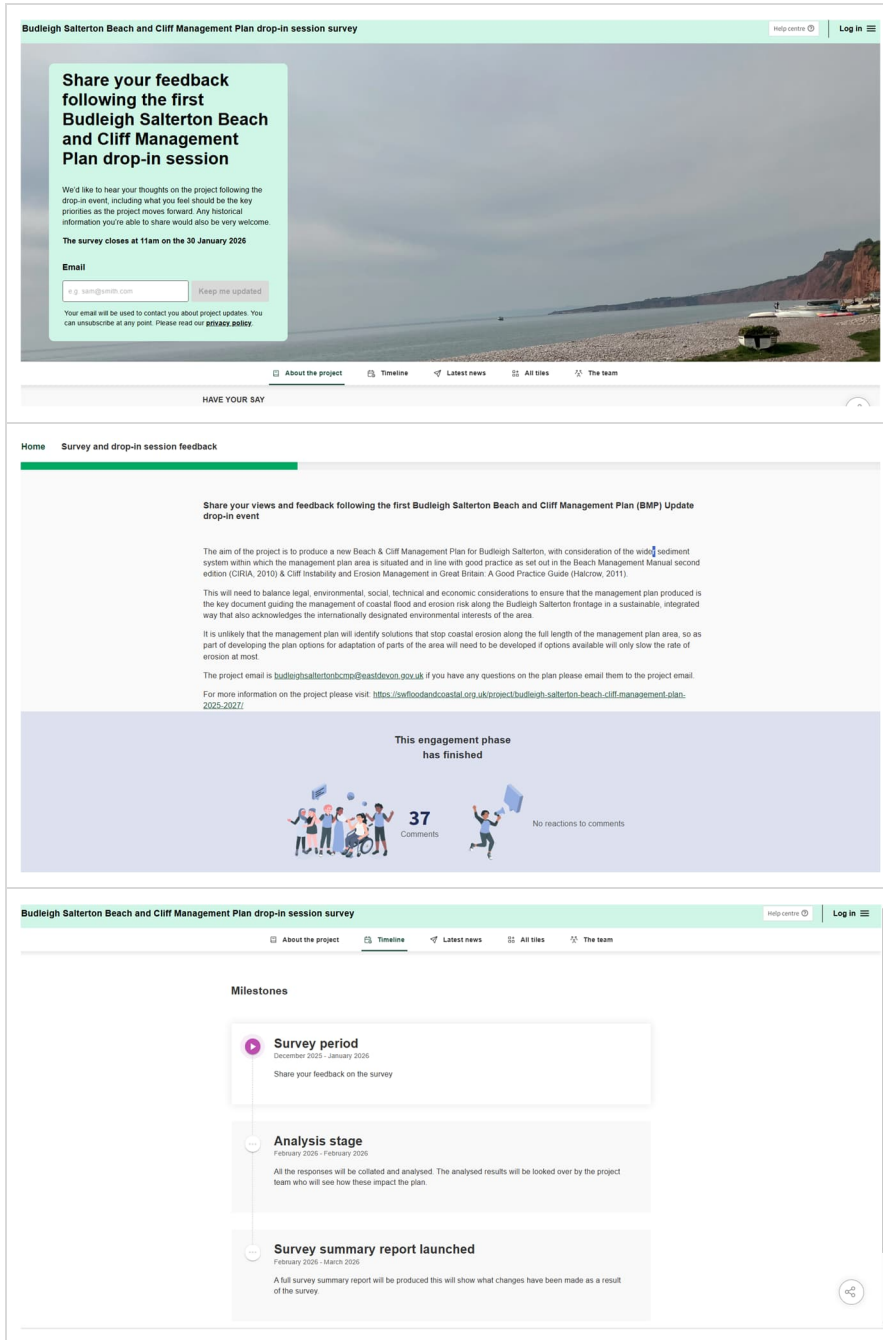 Budleigh Salterton Beach and Cliff Management Plan drop-in session survey
Help centre
Log in
Share your feedback
following the first
Budleigh Salterton Beach
and Cliff Management
Plan drop-in session
We'd like to hear your thoughts on the project following the
drop-in event, including what you feel should be the key
priorities as the project moves forward. Any historical
information you're able to share would also be very welcome.
The survey closes at 11am on the 30 January 2026
Email
e.g. sam@smith.com
Keep me updated
Your email will be used to contact you about project updates. You
can unsubscribe at any point. Please read our privacy policy.
About the project
Timeline
Latest news
All tiles
The team
HAVE YOUR SAY
Home
Survey and drop-in session feedback
Share your views and feedback following the first Budleigh Salterton Beach and Cliff Management Plan (BMP) Update
drop-in event
The aim of the project is to produce a new Beach & Cliff Management Plan for Budleigh Salterton, with consideration of the wider sediment
system within which the management plan area is situated and in line with good practice as set out in the Beach Management Manual second
edition (CIRIA, 2010) & Cliff Instability and Erosion Management in Great Britain: A Good Practice Guide (Halcrow, 2011).
This will need to balance legal, environmental, social, technical and economic considerations to ensure that the management plan produced is
the key document guiding the management of coastal flood and erosion risk along the Budleigh Salterton frontage in a sustainable, integrated
way that also acknowledges the internationally designated environmental interests of the area.
It is unlikely that the management plan will identify solutions that stop coastal erosion along the full length of the management plan area, so as
part of developing the plan options for adaptation of parts of the area will need to be developed if options available will only slow the rate of
erosion at most.
The project email is budleighsaltertonbcmp@eastdevon.gov.uk if you have any questions on the plan please email them to the project email.
For more information on the project please visit: https://swfloodandcoastal.org.uk/project/budleigh-salterton-beach-cliff-management-plan-
2025-2027/
This engagement phase
has finished
37
Comments
No reactions to comments
Budleigh Salterton Beach and Cliff Management Plan drop-in session survey
Help centre
Log in
About the project
Timeline
Latest news
All tiles
The team
Milestones
Survey period
December 2025 - January 2026
Share your feedback on the survey
Analysis stage
February 2026 - February 2026
All the responses will be collated and analysed. The analysed results will be looked over by the project
team who will see how these impact the plan.
Survey summary report launched
February 2026 - March 2026
A full survey summary report will be produced this will show what changes have been made as a result
of the survey.